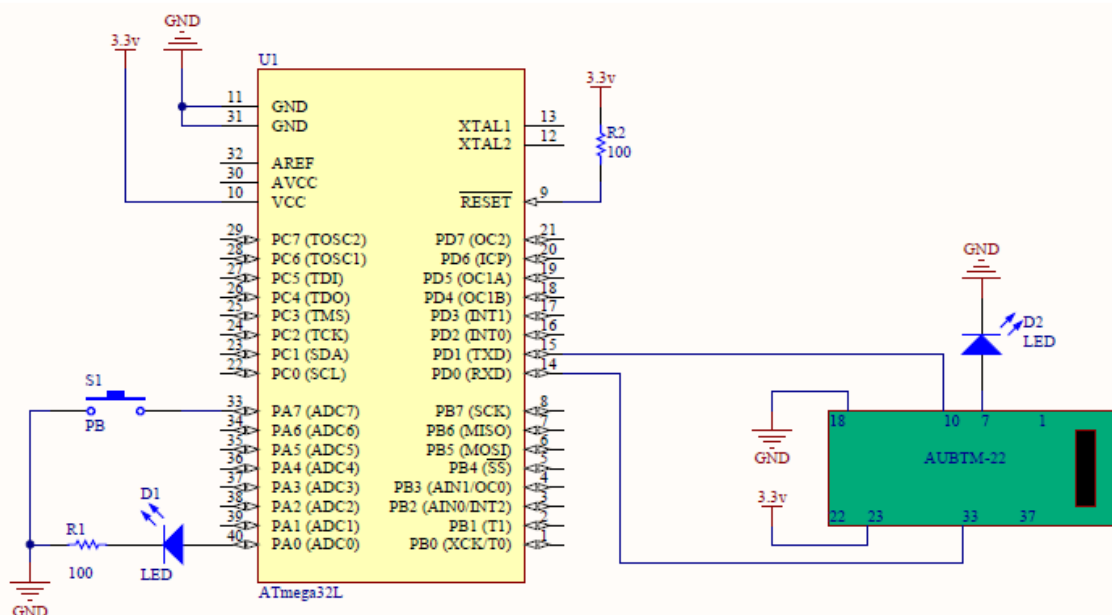 GND
3.3v
U1
11 GND
31 GND
32 AREF
30 AVCC
10 VCC
29 PC7 (TOSC2)
28 PC6 (TOSC1)
27 PC5 (TDI)
26 PC4 (TDO)
25 PC3 (TMS)
24 PC2 (TCK)
23 PC1 (SDA)
22 PC0 (SCL)
33 PA7 (ADC7)
34 PA6 (ADC6)
35 PA5 (ADC5)
36 PA4 (ADC4)
37 PA3 (ADC3)
38 PA2 (ADC2)
39 PA1 (ADC1)
40 PA0 (ADC0)
XTAL1 13
XTAL2 12
RESET 9
PD7 (OC2) 21
PD6 (ICP) 20
PD5 (OC1A) 19
PD4 (OC1B) 18
PD3 (INT1) 17
PD2 (INT0) 16
PD1 (TXD) 15
PD0 (RXD) 14
PB7 (SCK) 8
PB6 (MISO) 7
PB5 (MOSI) 6
PB4 (SS) 5
PB3 (AIN1/OC0) 4
PB2 (AIN0/INT2) 3
PB1 (T1) 2
PB0 (XCK/T0) 1
ATmega32L
S1
PB
D1
LED
R1
100
GND
3.3v
R2
100
GND
D2
LED
18 10 7 1
AUBTM-22
22 23 33 37
GND
3.3v